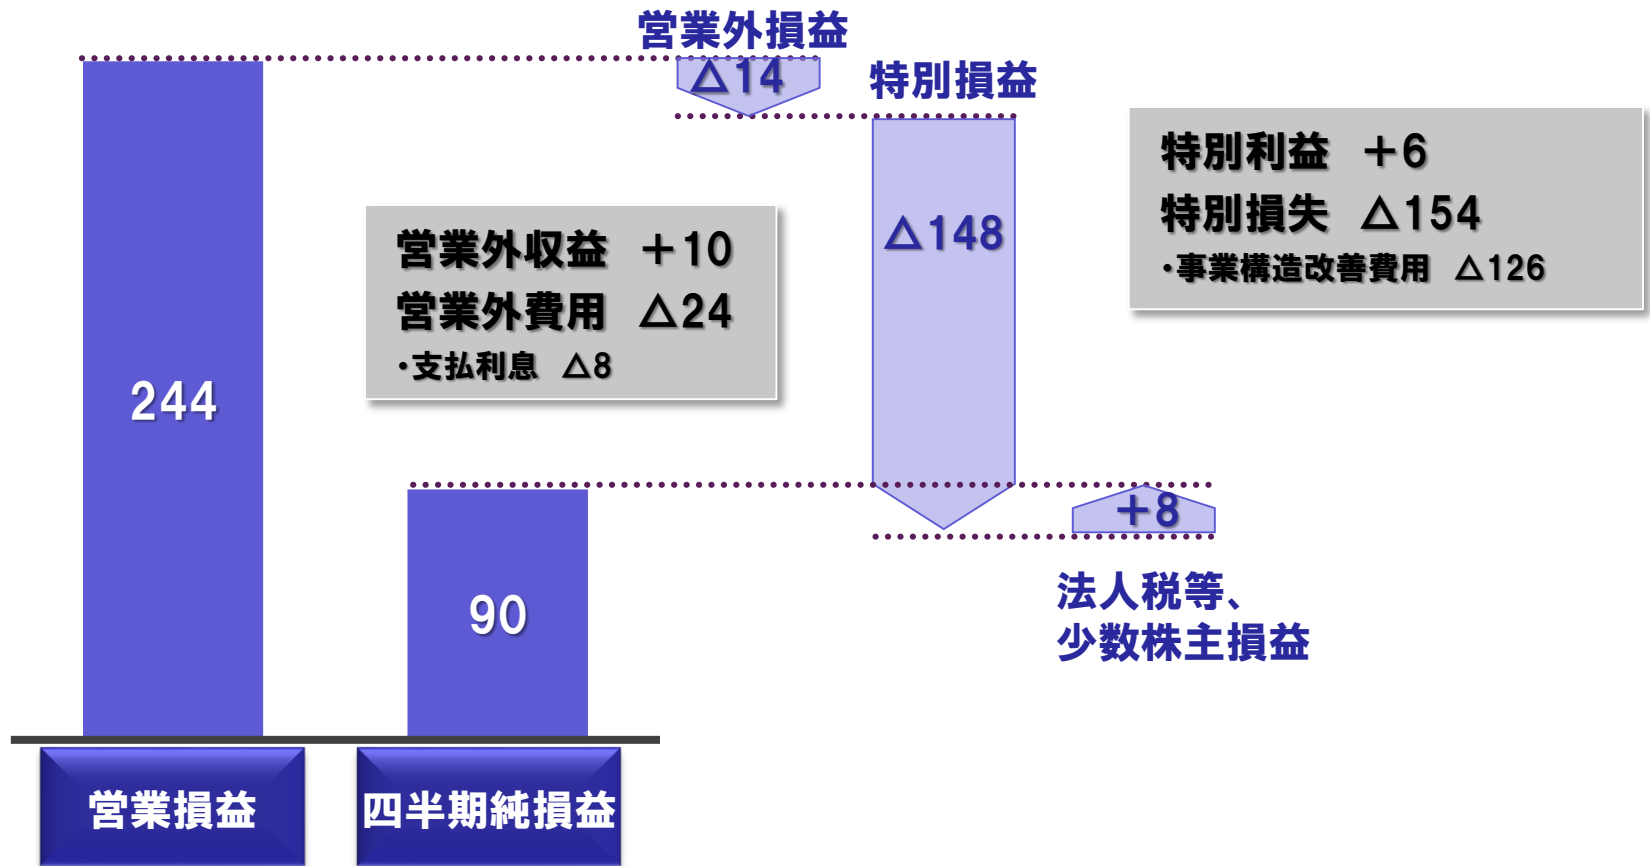 営業外損益
△14
特別損益
△148
特別利益　＋6
特別損失　△154
・事業構造改善費用　△126
営業外収益　＋10
営業外費用　△24
・支払利息　△8
244
90
＋8
法人税等、
少数株主損益
営業損益
四半期純損益